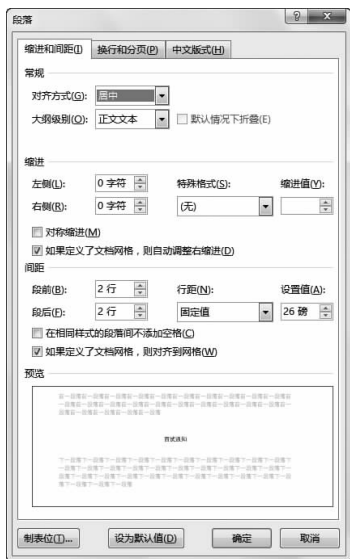 段落
缩进和间距(I) 换行和分页(P) 中文版式(H)
常规
对齐方式(G): 居中
大纲级别(O): 正文文本 默认情况下折叠(E)
缩进
左侧(L): 0 字符 特殊格式(S): 缩进值(Y):
右侧(R): 0 字符 (无)
对称缩进(M)
如果定义了文档网格，则自动调整右缩进(D)
间距
段前(B): 2 行 行距(N): 设置值(A):
段后(F): 2 行 固定值 26 磅
在相同样式的段落间不添加空格(C)
如果定义了文档网格，则对齐到网格(W)
预览
制表位(T)... 设为默认值(D) 确定 取消